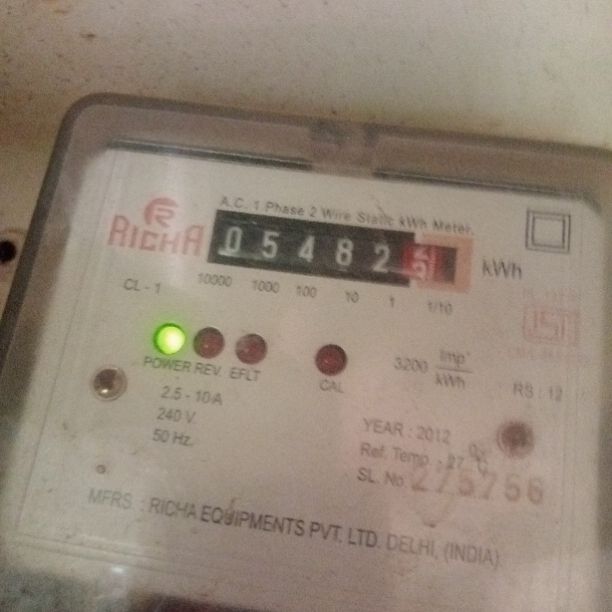 A.C. 1 Phase 2 Wire Static kWh Meter.
RICHA
0 5 4 8 2
kWh
CL - 1
10000 1000 100 10 1 1/10
POWER REV. EFLT
CAL
3200 Imp/kWh
RS : 12
2.5 - 10A
240 V.
50 Hz.
YEAR : 2012
Ref. Temp : 27 °C
SL. No 275756
MFRS. : RICHA EQUIPMENTS PVT. LTD. DELHI, (INDIA)